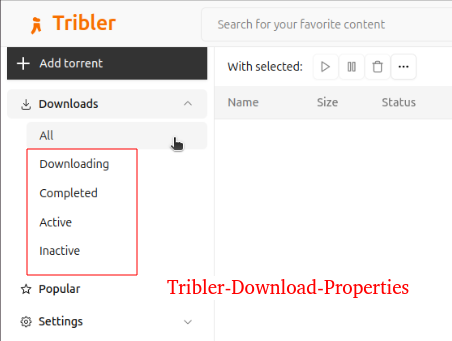 Tribler
Search for your favorite content
Add torrent
With selected:
Downloads
Name Size Status
All
Downloading
Completed
Active
Inactive
Popular
Tribler-Download-Properties
Settings